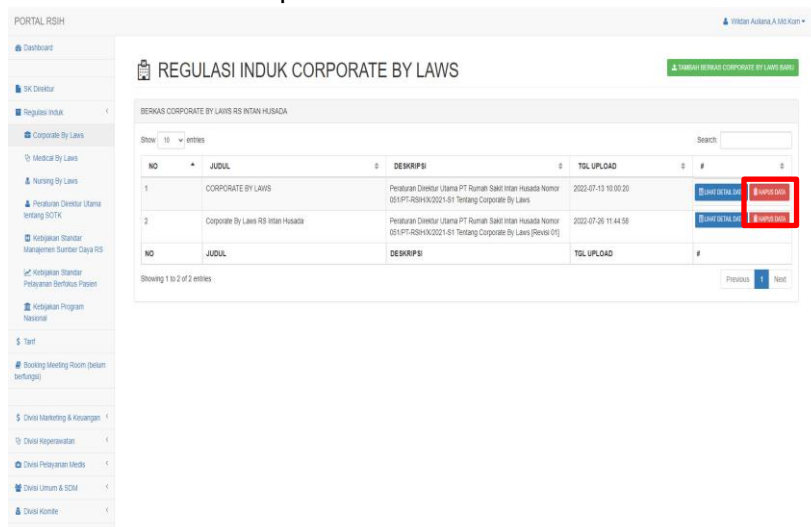 PORTAL RSIH
Wildan Auliana,A.Md.Kom
Dashboard
SK Direktur
Regulasi Induk
Corporate By Laws
Medical By Laws
Nursing By Laws
Peraturan Direktur Utama
tentang SOTK
Kebijakan Standar
Manajemen Sumber Daya RS
Kebijakan Standar
Pelayanan Berfokus Pasien
Kebijakan Program
Nasional
Tarif
Booking Meeting Room (belum
berfungsi)
Divisi Marketing & Keuangan
Divisi Keperawatan
Divisi Pelayanan Medis
Divisi Umum & SDM
Divisi Komite
REGULASI INDUK CORPORATE BY LAWS
TAMBAH BERKAS CORPORATE BY LAWS BARU
BERKAS CORPORATE BY LAWS RS INTAN HUSADA
Show 10 entries
Search:
NO JUDUL DESKRIPSI TGL UPLOAD #
1 CORPORATE BY LAWS Peraturan Direktur Utama PT Rumah Sakit Intan Husada Nomor 2022-07-13 10:00:20 LIHAT DETAIL DATA HAPUS DATA
051/PT-RSIH/X/2021-S1 Tentang Corporate By Laws
2 Corporate By Laws RS Intan Husada Peraturan Direktur Utama PT Rumah Sakit Intan Husada Nomor 2022-07-26 11:44:58 LIHAT DETAIL DATA HAPUS DATA
051/PT-RSIH/X/2021-S1 Tentang Corporate By Laws [Revisi 01]
NO JUDUL DESKRIPSI TGL UPLOAD #
Showing 1 to 2 of 2 entries
Previous 1 Next